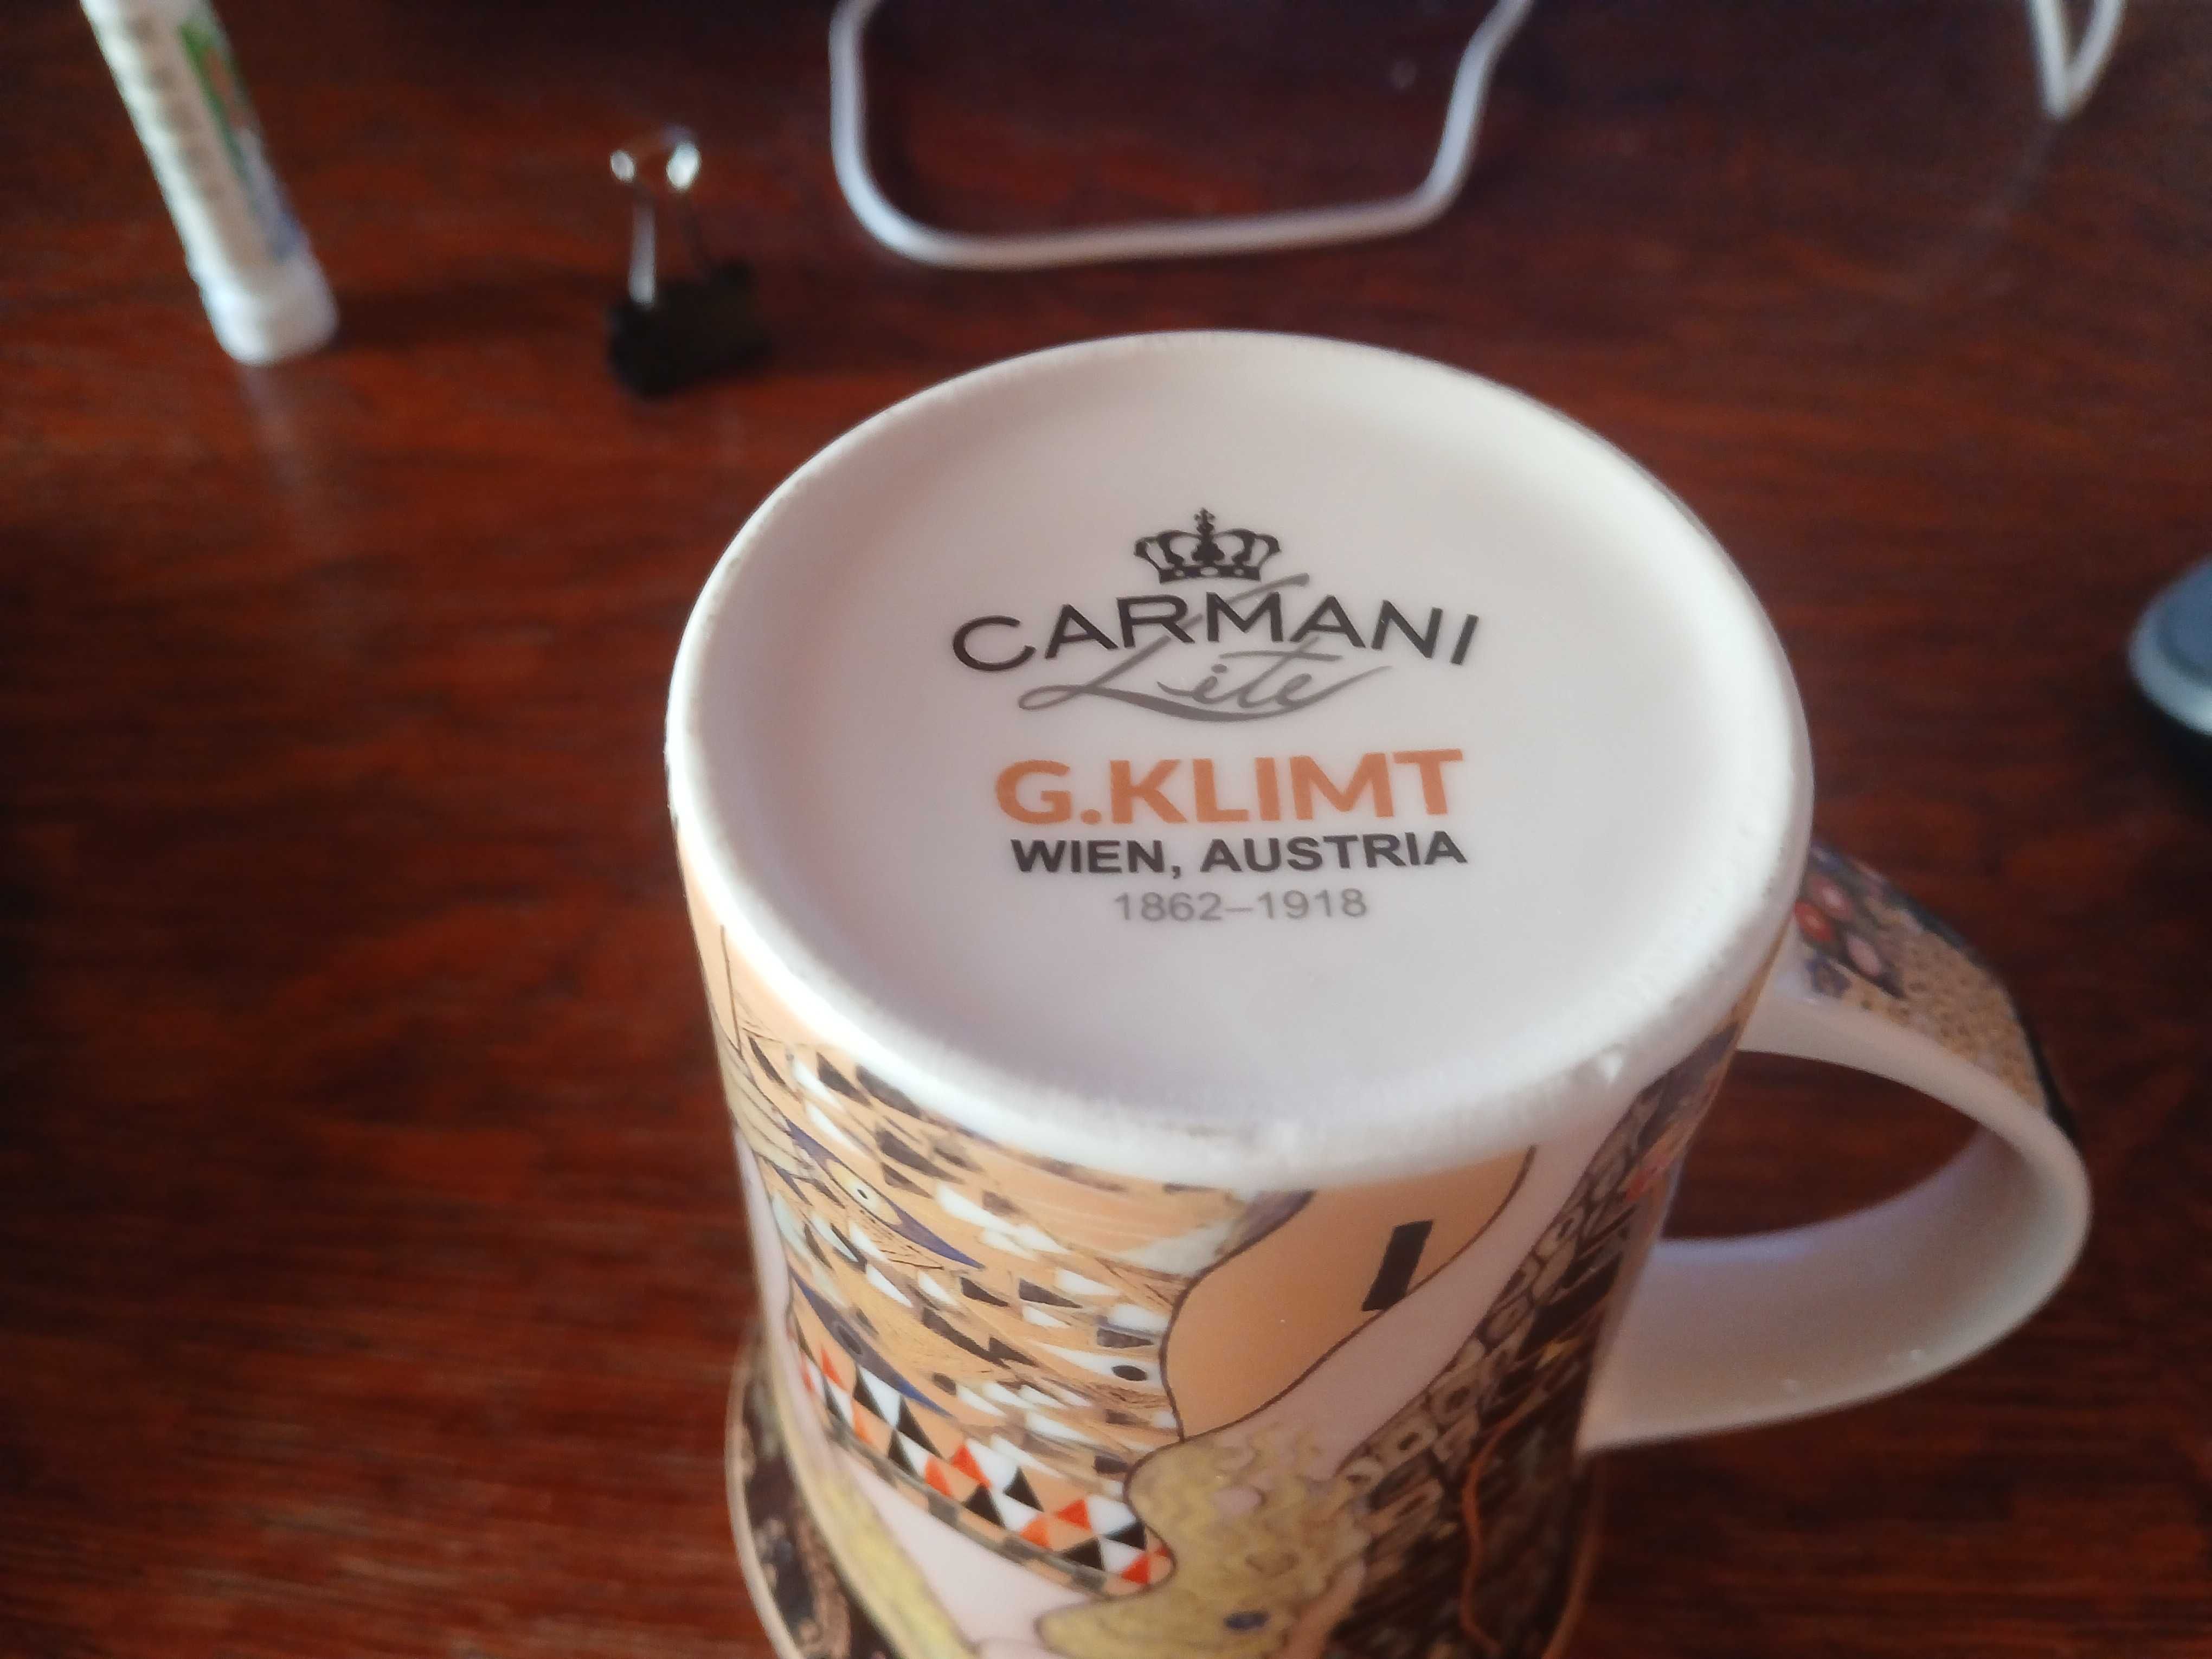 CARMANI
Lite
G.KLIMT
WIEN, AUSTRIA
1862–1918